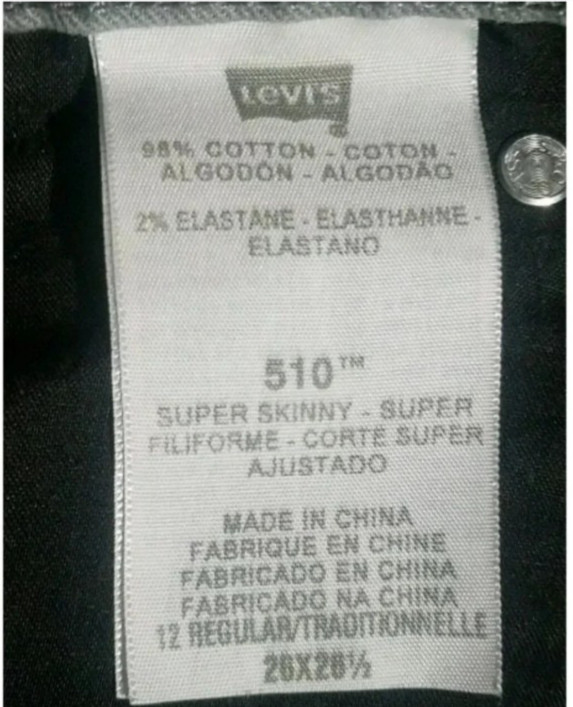 Levi's
®
98% COTTON - COTON -
ALGODÓN - ALGODÃO
2% ELASTANE - ELASTHANNE -
ELASTANO
510™
SUPER SKINNY - SUPER
FILIFORME - CORTE SUPER
AJUSTADO
MADE IN CHINA
FABRIQUE EN CHINE
FABRICADO EN CHINA
FABRICADO NA CHINA
12 REGULAR/TRADITIONNELLE
26X26½